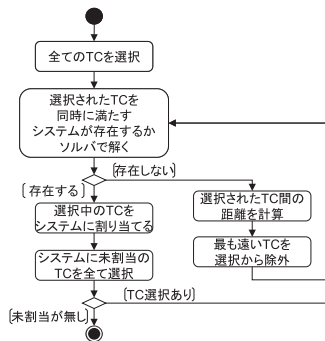 全てのTCを選択
選択されたTCを
同時に満たす
システムが存在するか
ソルバで解く
[存在しない]
[存在する]
選択中のTCを
システムに割り当てる
選択されたTC間の
距離を計算
システムに未割当の
TCを全て選択
最も遠いTCを
選択から除外
[TC選択あり]
[未割当が無し]